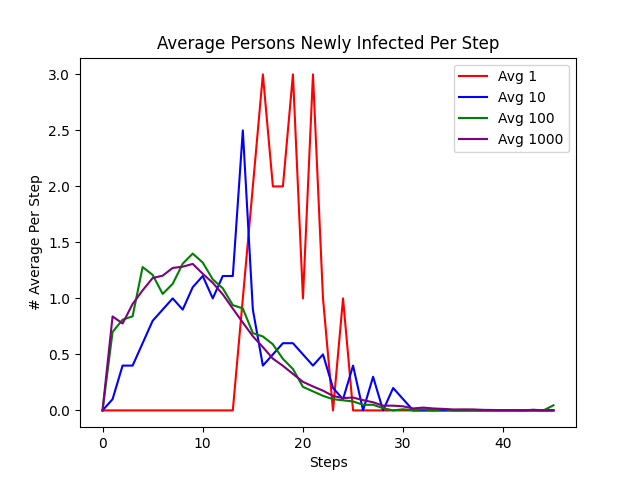 Average Persons Newly Infected Per Step
# Average Per Step
3.0
2.5
2.0
1.5
1.0
0.5
0.0
Avg 1
Avg 10
Avg 100
Avg 1000
0 10 20 30 40
Steps